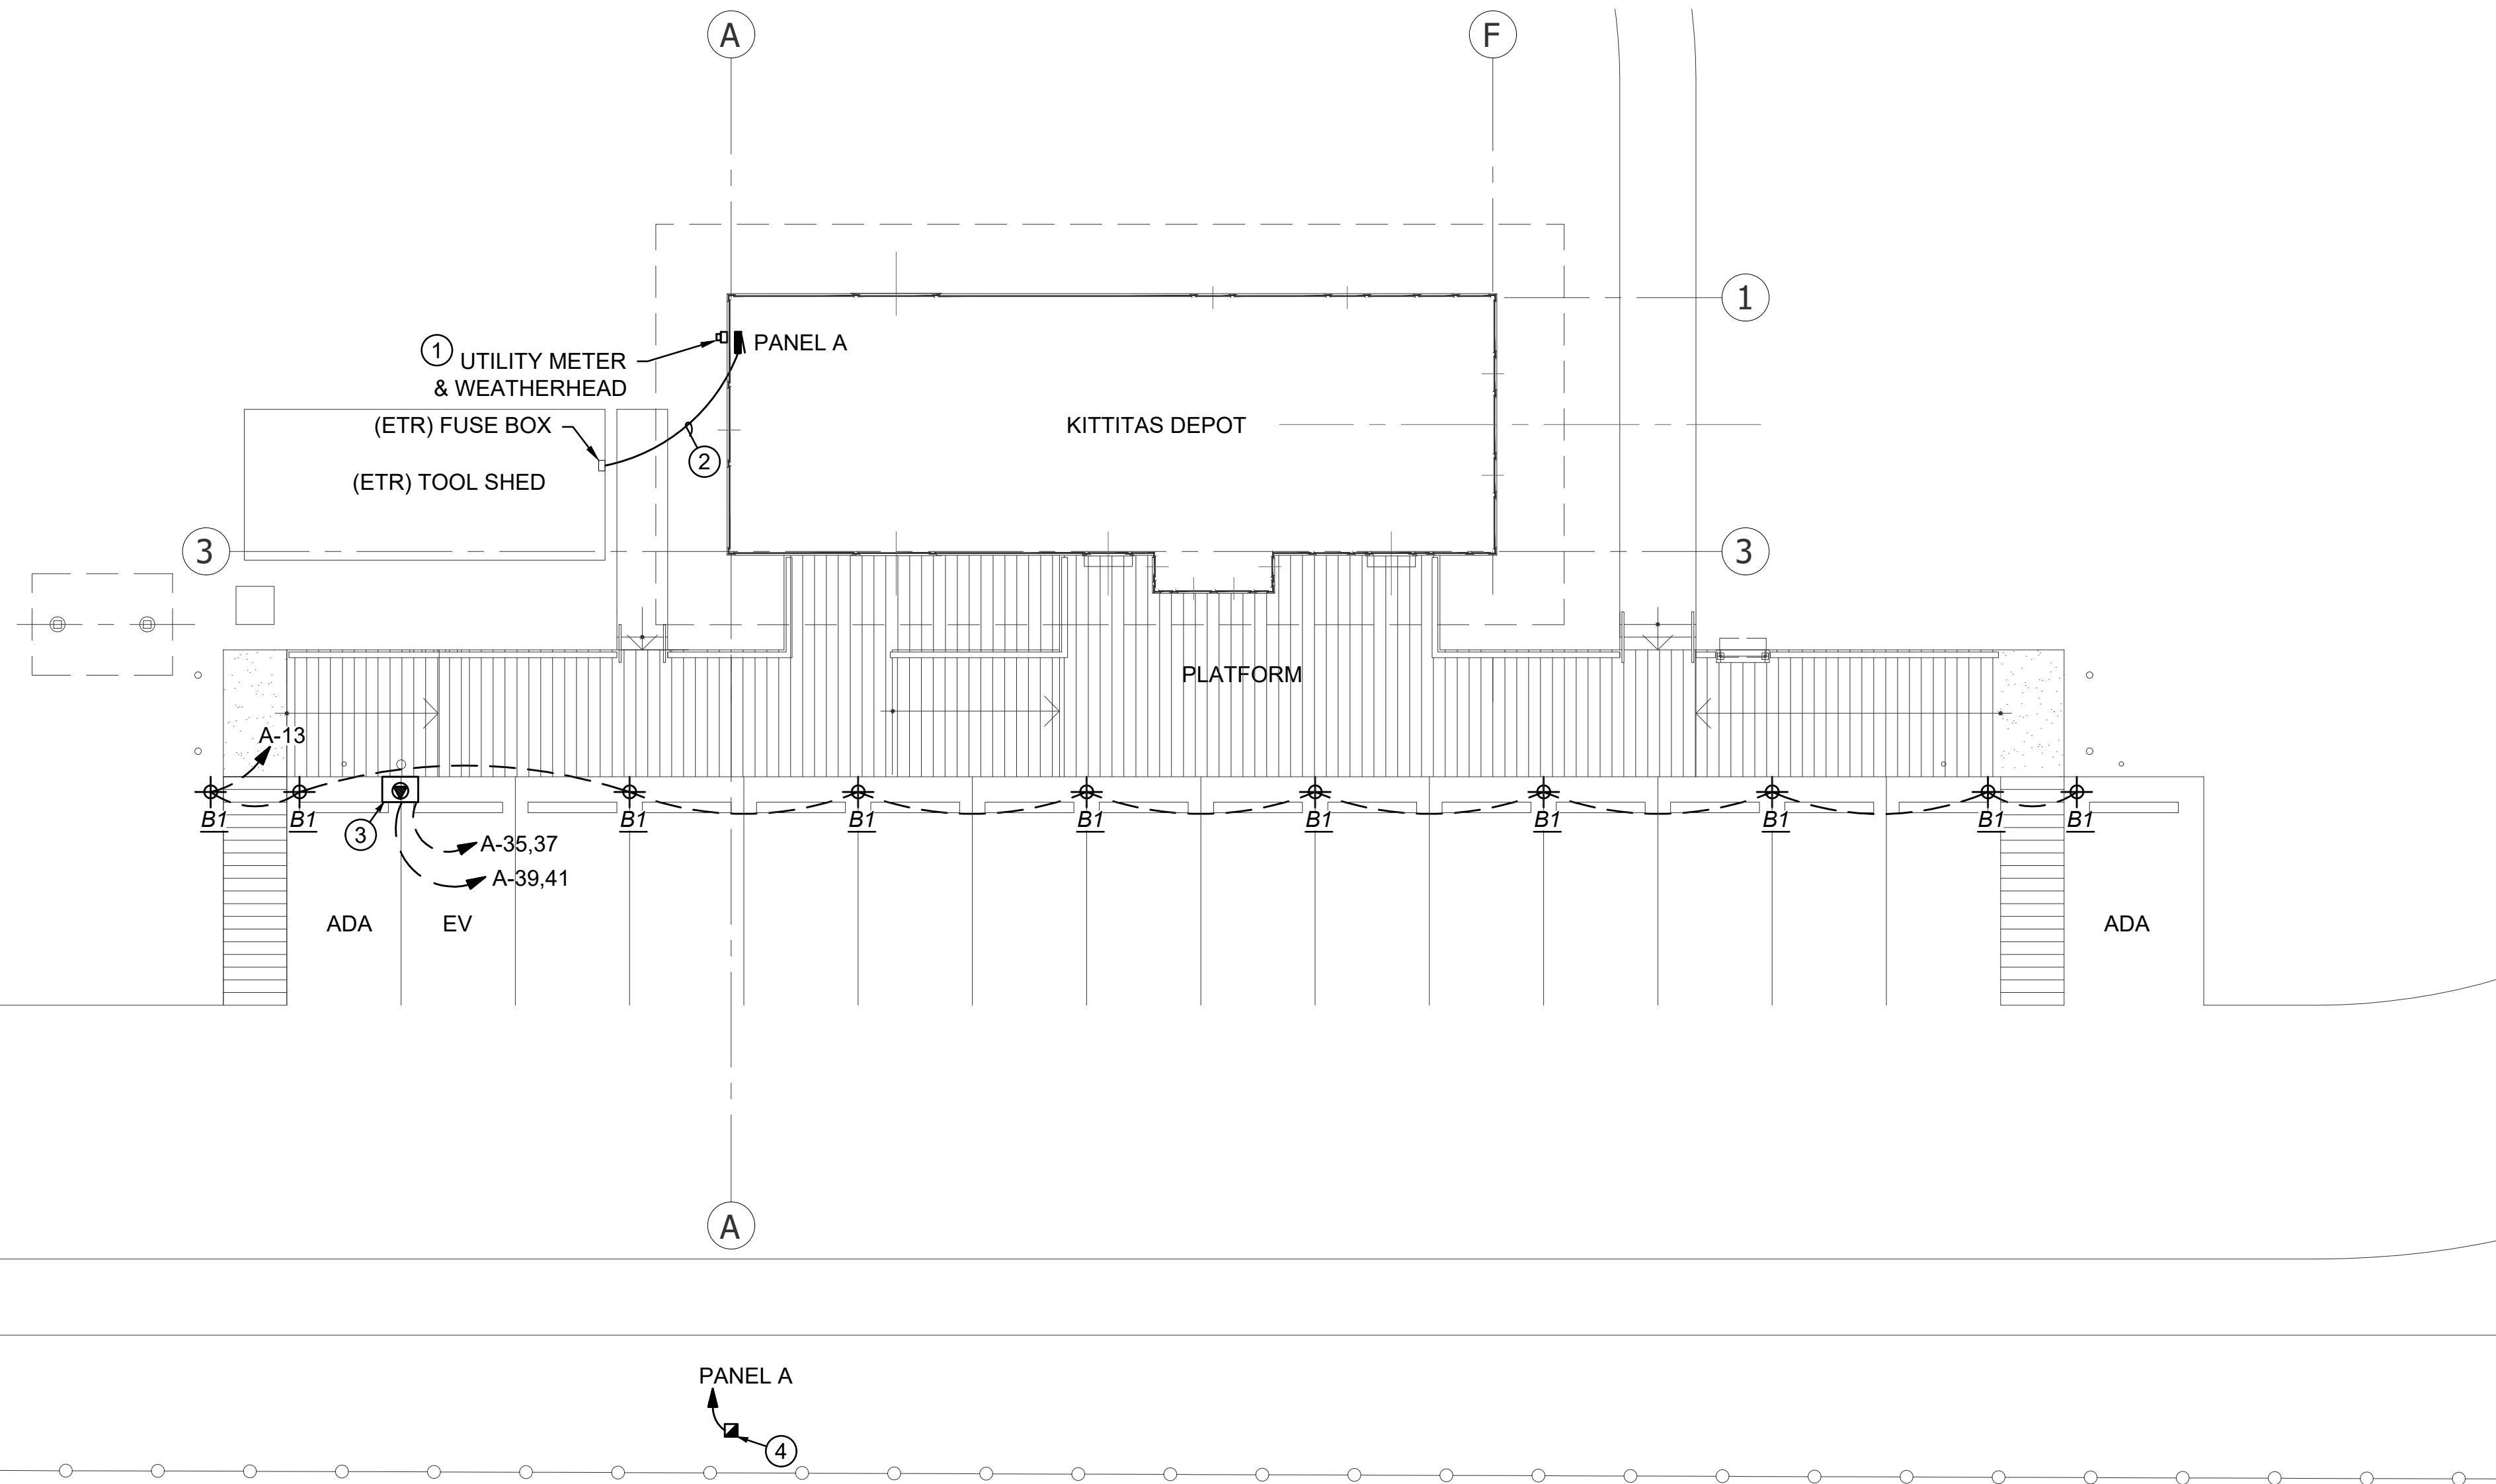 A
F
1
PANEL A
1
UTILITY METER
& WEATHERHEAD
(ETR) FUSE BOX
KITTITAS DEPOT
2
(ETR) TOOL SHED
3
3
PLATFORM
A-13
B1
B1
B1
B1
B1
B1
B1
B1
B1
B1
3
A-35,37
A-39,41
ADA
EV
ADA
A
PANEL A
4